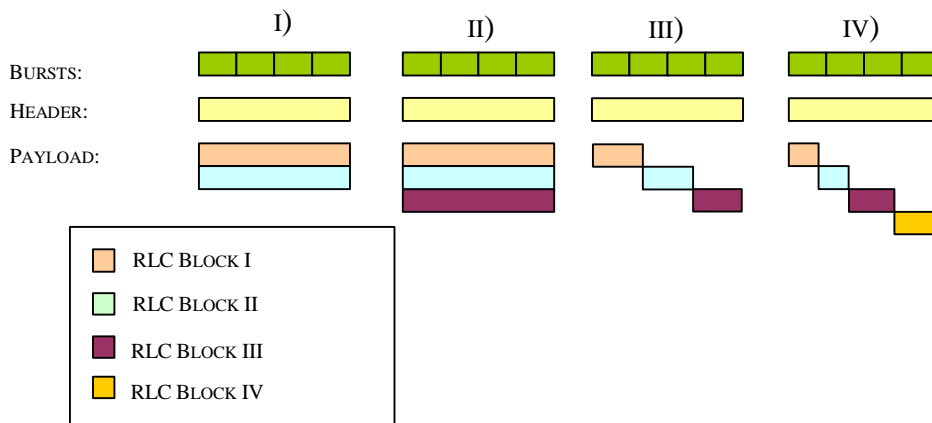 I) II) III) IV)
BURSTS:
HEADER:
PAYLOAD:
RLC BLOCK I
RLC BLOCK II
RLC BLOCK III
RLC BLOCK IV